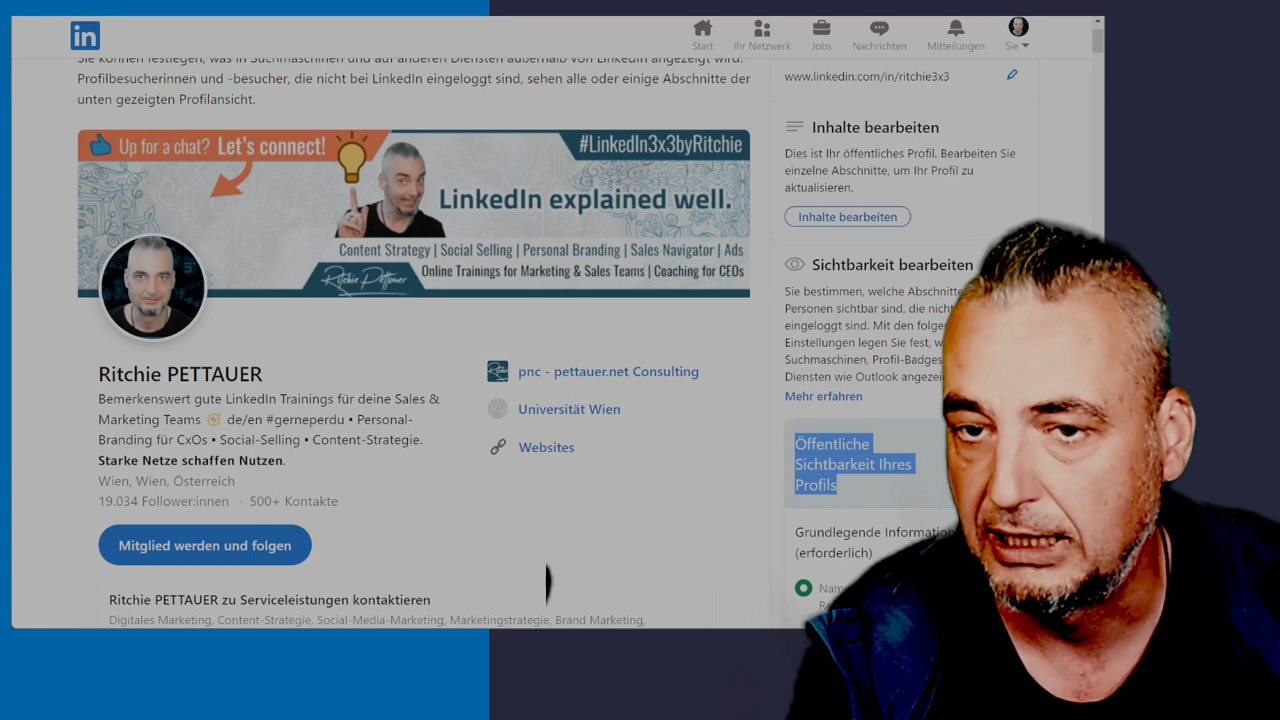 in
Start
Ihr Netzwerk
Jobs
Nachrichten
Mitteilungen
Sie
Sie können festlegen, was in Suchmaschinen und auf anderen Diensten außerhalb von LinkedIn angezeigt wird.
Profilbesucherinnen und -besucher, die nicht bei LinkedIn eingeloggt sind, sehen alle oder einige Abschnitte der
unten gezeigten Profilansicht.
Up for a chat? Let's connect!
#LinkedIn3x3byRitchie
LinkedIn explained well.
Content Strategy | Social Selling | Personal Branding | Sales Navigator | Ads
Ritchie Pettauer
Online Trainings for Marketing & Sales Teams | Coaching for CEOs
Ritchie PETTAUER
Bemerkenswert gute LinkedIn Trainings für deine Sales &
Marketing Teams de/en #gerneperdu • Personal-
Branding für CxOs • Social-Selling • Content-Strategie.
Starke Netze schaffen Nutzen.
Wien, Wien, Österreich
19.034 Follower:innen · 500+ Kontakte
Mitglied werden und folgen
pnc - pettauer.net Consulting
Universität Wien
Websites
Ritchie PETTAUER zu Serviceleistungen kontaktieren
Digitales Marketing, Content-Strategie, Social-Media-Marketing, Marketingstrategie, Brand Marketing,
www.linkedin.com/in/ritchie3x3
Inhalte bearbeiten
Dies ist Ihr öffentliches Profil. Bearbeiten Sie
einzelne Abschnitte, um Ihr Profil zu
aktualisieren.
Inhalte bearbeiten
Sichtbarkeit bearbeiten
Sie bestimmen, welche Abschnitte
Personen sichtbar sind, die nicht
eingeloggt sind. Mit den folge
Einstellungen legen Sie fest, w
Suchmaschinen, Profil-Badges
Diensten wie Outlook angezei
Mehr erfahren
Öffentliche
Sichtbarkeit Ihres
Profils
Grundlegende Informatio
(erforderlich)
Nam
Re